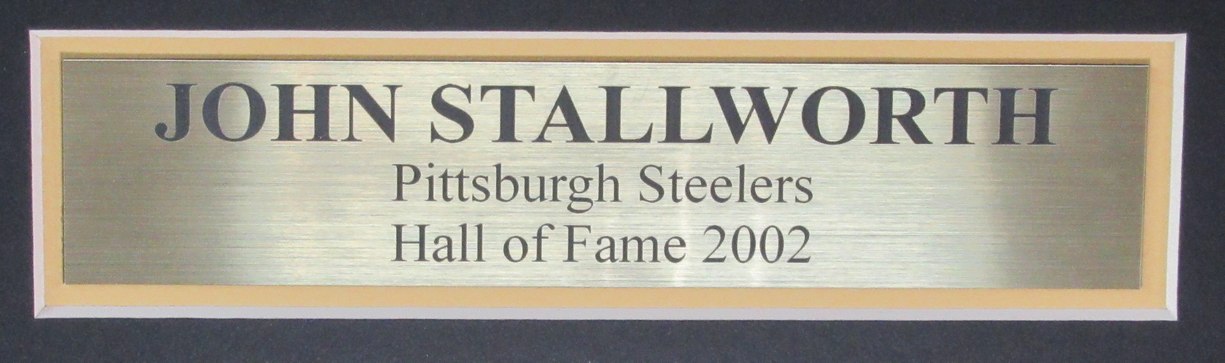 JOHN STALLWORTH
Pittsburgh Steelers
Hall of Fame 2002